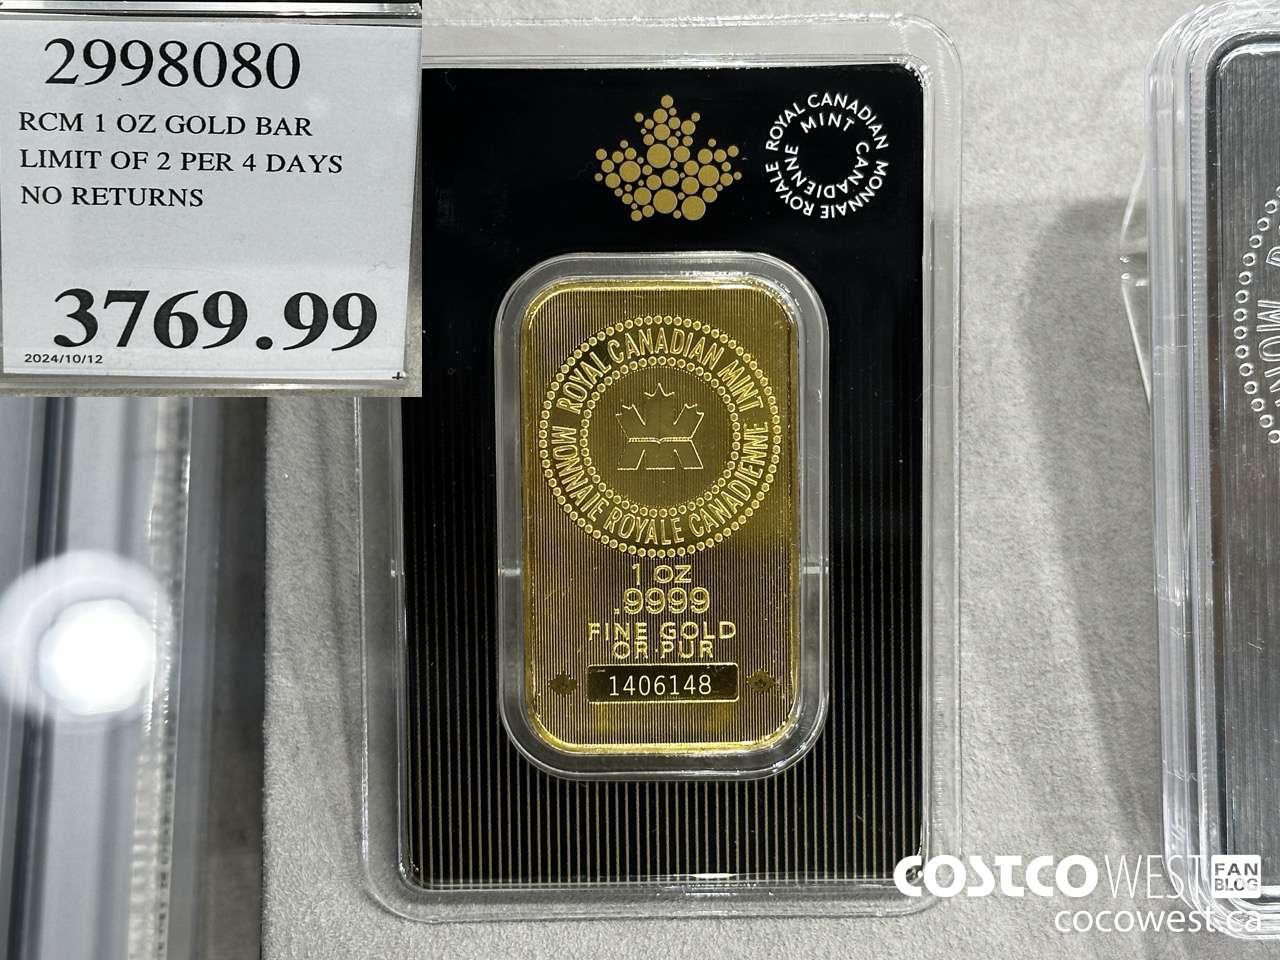 2998080
RCM 1 OZ GOLD BAR
LIMIT OF 2 PER 4 DAYS
NO RETURNS
3769.99
2024/10/12
ROYAL CANADIAN MINT
MONNAIE ROYALE CANADIENNE
ROYAL CANADIAN MINT
MONNAIE ROYALE CANADIENNE
1 OZ
.9999
FINE GOLD
OR PUR
1406148
COSTCO WEST FAN BLOG
cocowest.ca